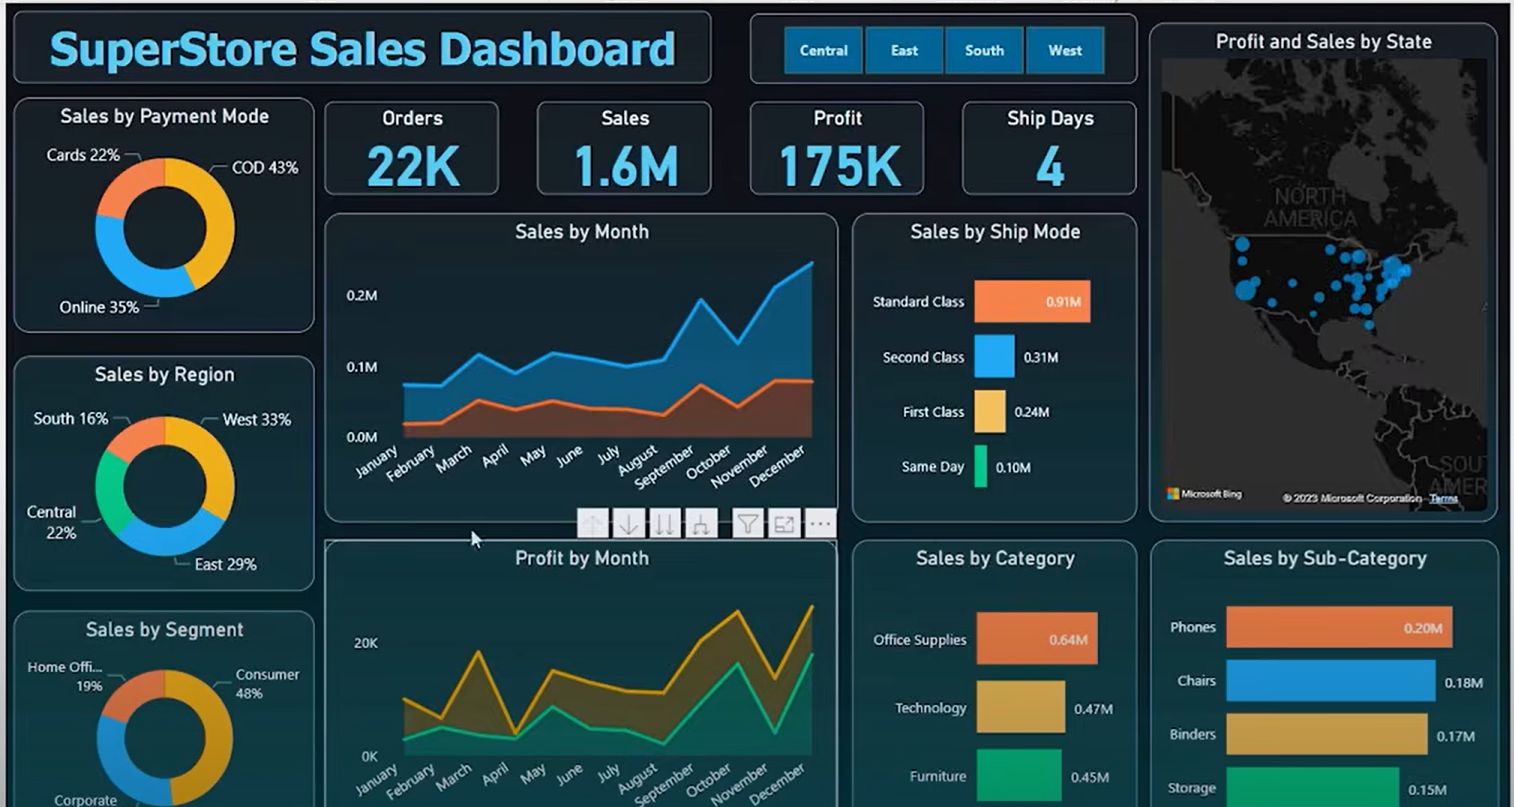 SuperStore Sales Dashboard
Central
East
South
West
Profit and Sales by State
NORTH
AMERICA
SOUT
AMER
Microsoft Bing
© 2023 Microsoft Corporation
Terms
Sales by Payment Mode
Cards 22%
COD 43%
Online 35%
Orders
22K
Sales
1.6M
Profit
175K
Ship Days
4
Sales by Month
0.2M
0.1M
0.0M
January
February
March
April
May
June
July
August
September
October
November
December
Sales by Ship Mode
Standard Class
0.91M
Second Class
0.31M
First Class
0.24M
Same Day
0.10M
Sales by Region
South 16%
West 33%
Central
22%
East 29%
Profit by Month
20K
0K
January
February
March
April
May
June
July
August
September
October
November
December
Sales by Category
Office Supplies
0.64M
Technology
0.47M
Furniture
0.45M
Sales by Sub-Category
Phones
0.20M
Chairs
0.18M
Binders
0.17M
Storage
0.15M
Sales by Segment
Home Offi...
19%
Consumer
48%
Corporate